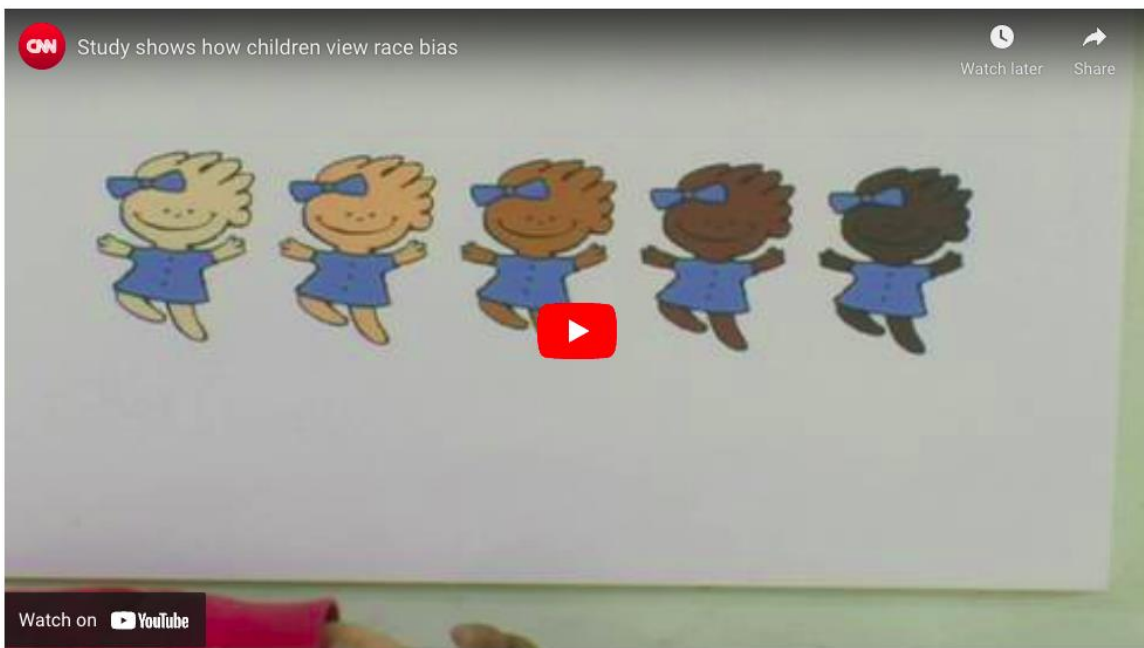 CNN
Study shows how children view race bias
Watch later
Share
Watch on YouTube